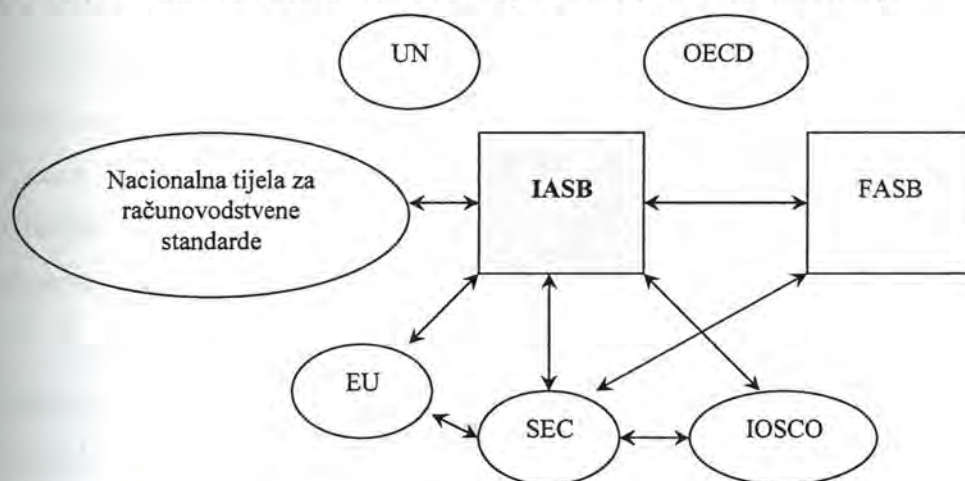 UN
OECD
Nacionalna tijela za
računovodstvene
standarde
IASB
FASB
EU
SEC
IOSCO